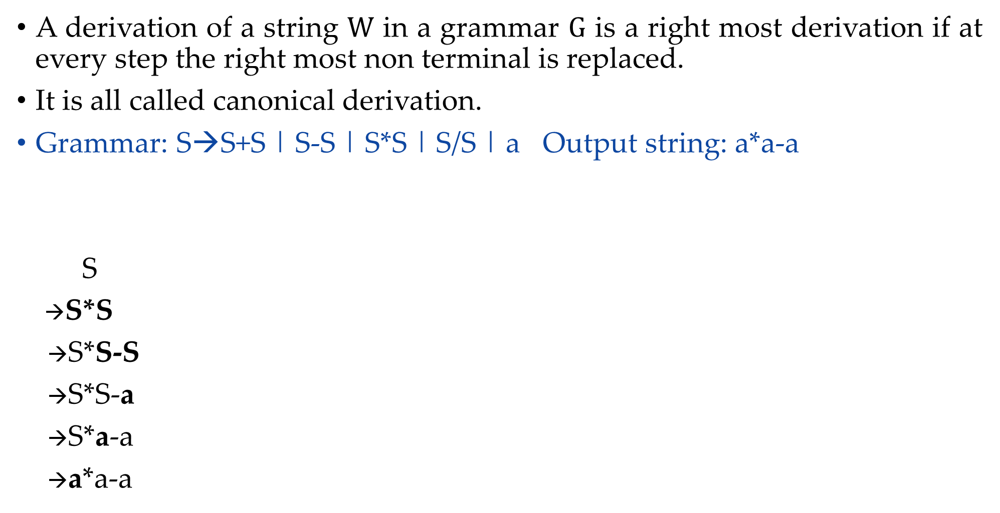 • A derivation of a string W in a grammar G is a right most derivation if at
every step the right most non terminal is replaced.
• It is all called canonical derivation.
• Grammar: S→S+S | S-S | S*S | S/S | a Output string: a*a-a
S
→S*S
→S*S-S
→S*S-a
→S*a-a
→a*a-a